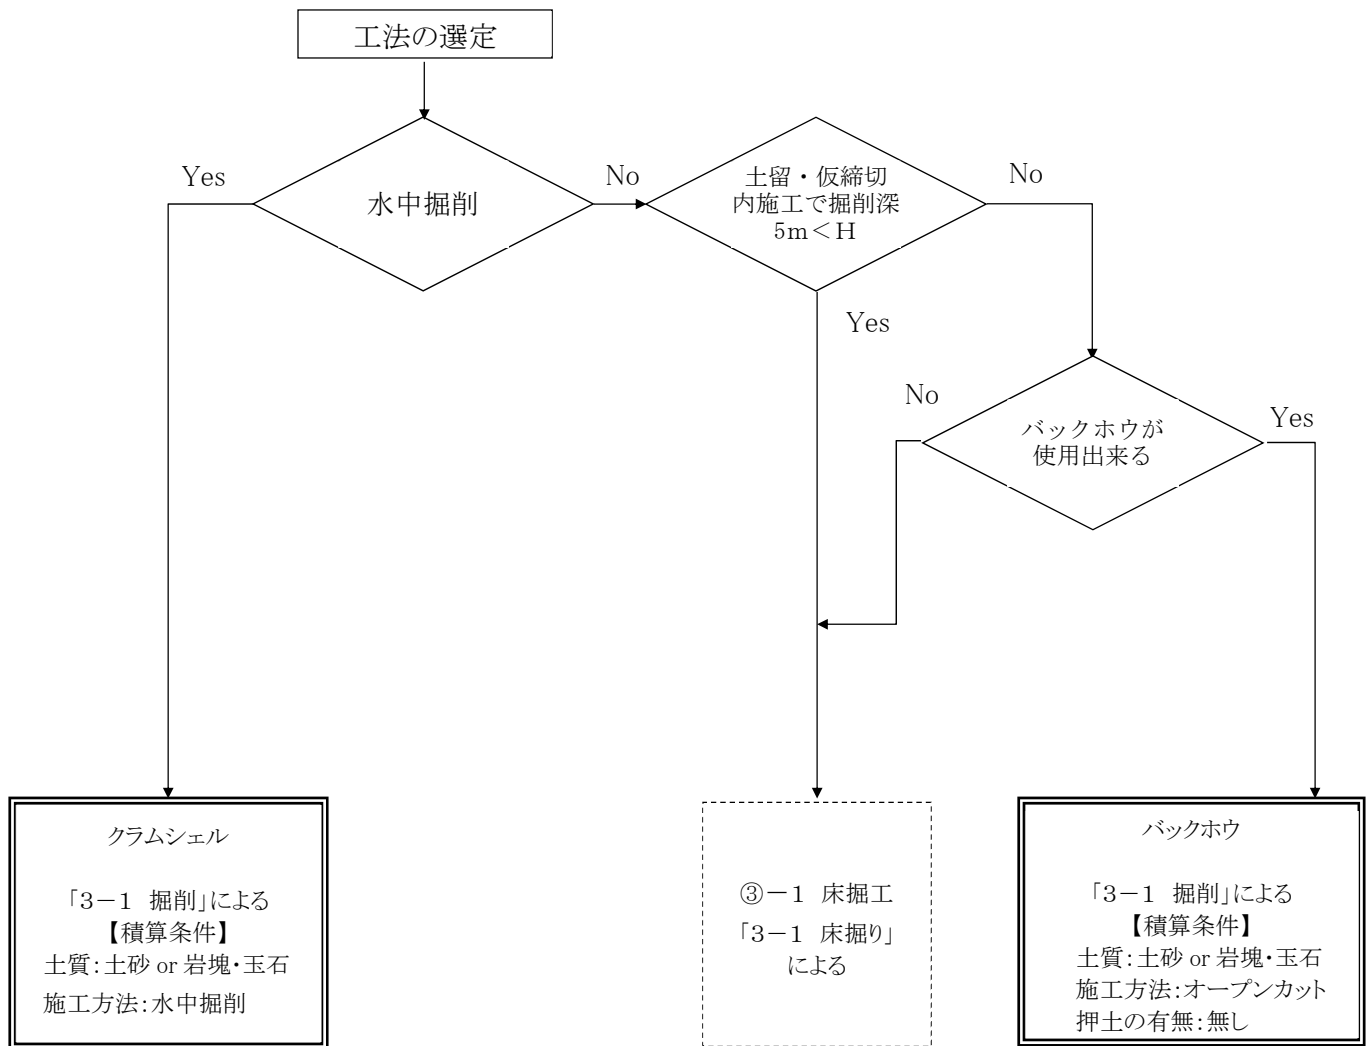 工法の選定
Yes
水中掘削
No
土留・仮締切
内施工で掘削深
5m＜H
No
Yes
No
バックホウが
使用出来る
Yes
クラムシェル
「3－1 掘削」による
【積算条件】
土質：土砂 or 岩塊・玉石
施工方法：水中掘削
③－1 床掘工
「3－1 床掘り」
による
バックホウ
「3－1 掘削」による
【積算条件】
土質：土砂 or 岩塊・玉石
施工方法：オープンカット
押土の有無：無し